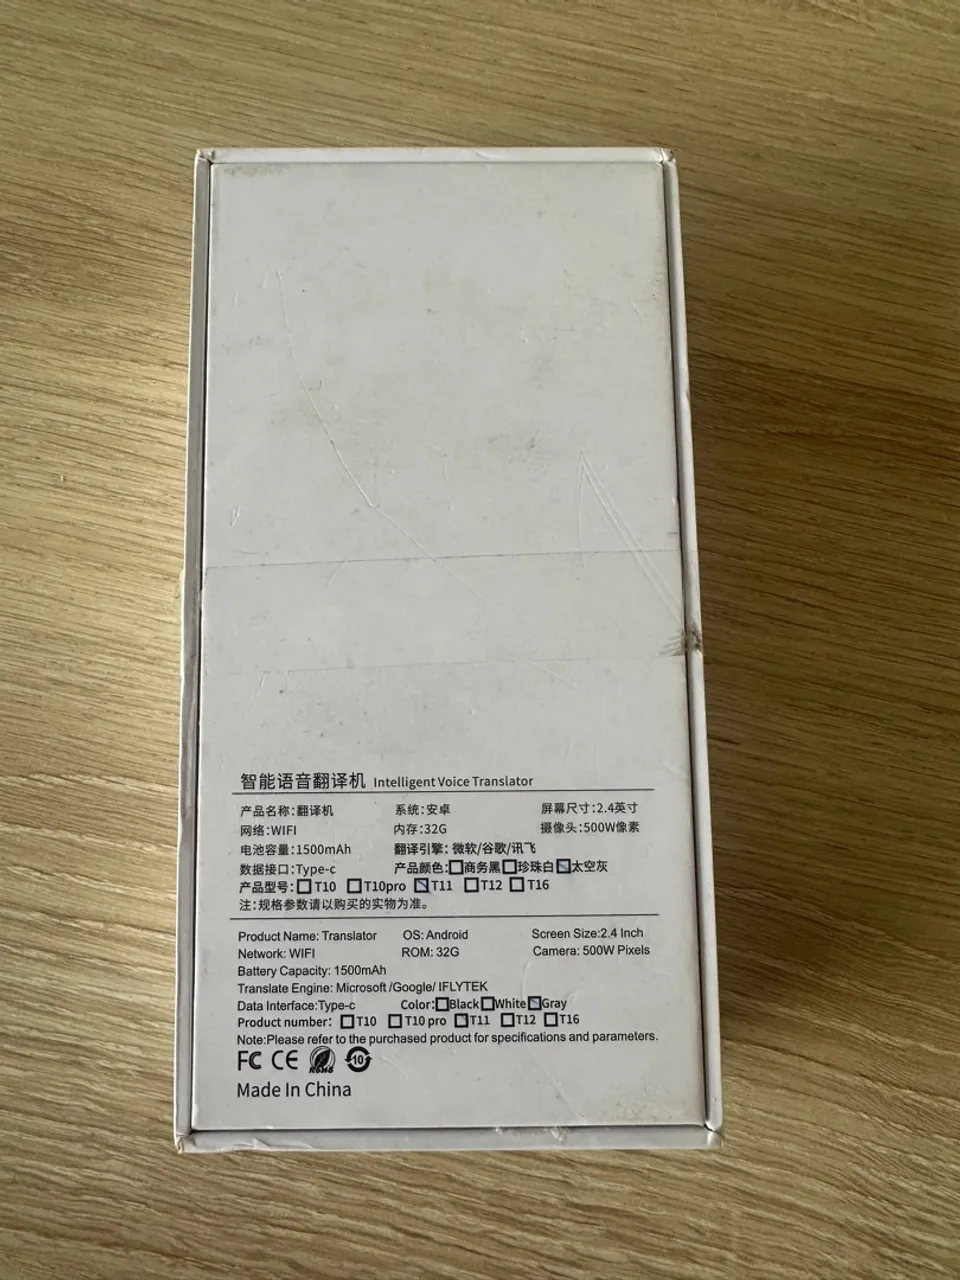 智能语音翻译机 Intelligent Voice Translator
产品名称:翻译机 系统:安卓 屏幕尺寸:2.4英寸
网络:WIFI 内存:32G 摄像头:500W像素
电池容量:1500mAh 翻译引擎: 微软/谷歌/讯飞
数据接口:Type-c 产品颜色:☐商务黑☐珍珠白☑太空灰
产品型号:☐T10 ☐T10pro ☑T11 ☐T12 ☐T16
注:规格参数请以购买的实物为准。
Product Name: Translator OS: Android Screen Size:2.4 Inch
Network: WIFI ROM: 32G Camera: 500W Pixels
Battery Capacity: 1500mAh
Translate Engine: Microsoft /Google/ IFLYTEK
Data Interface:Type-c Color:☐Black☐White☑Gray
Product number: ☐T10 ☐T10 pro ☑T11 ☐T12 ☐T16
Note:Please refer to the purchased product for specifications and parameters.
FC CE RoHS 10
Made In China